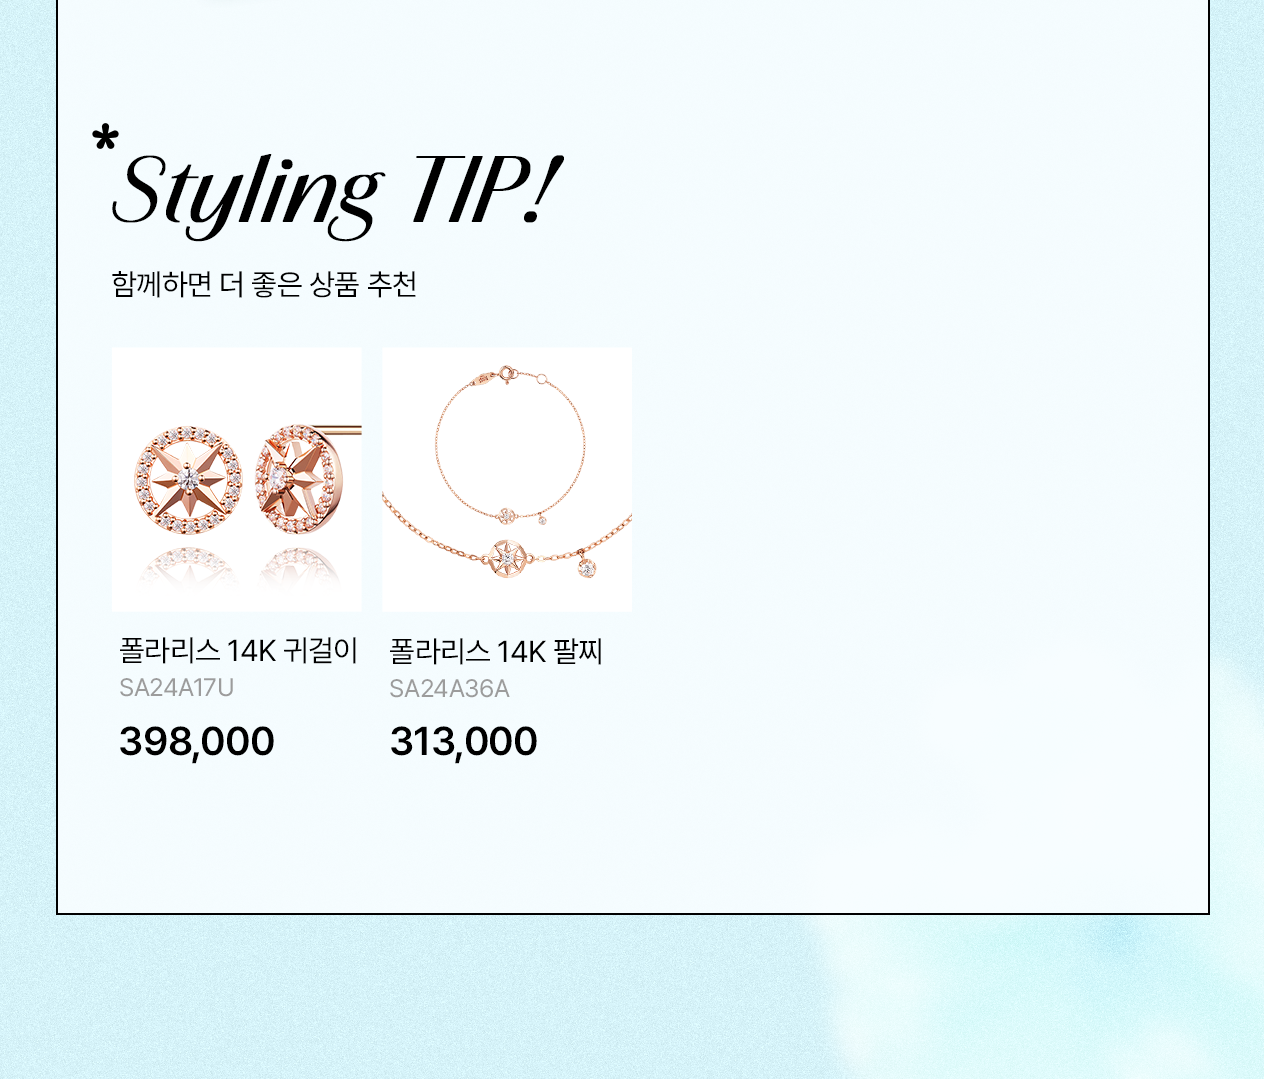 *Styling TIP!
함께하면 더 좋은 상품 추천
폴라리스 14K 귀걸이
SA24A17U
398,000
폴라리스 14K 팔찌
SA24A36A
313,000